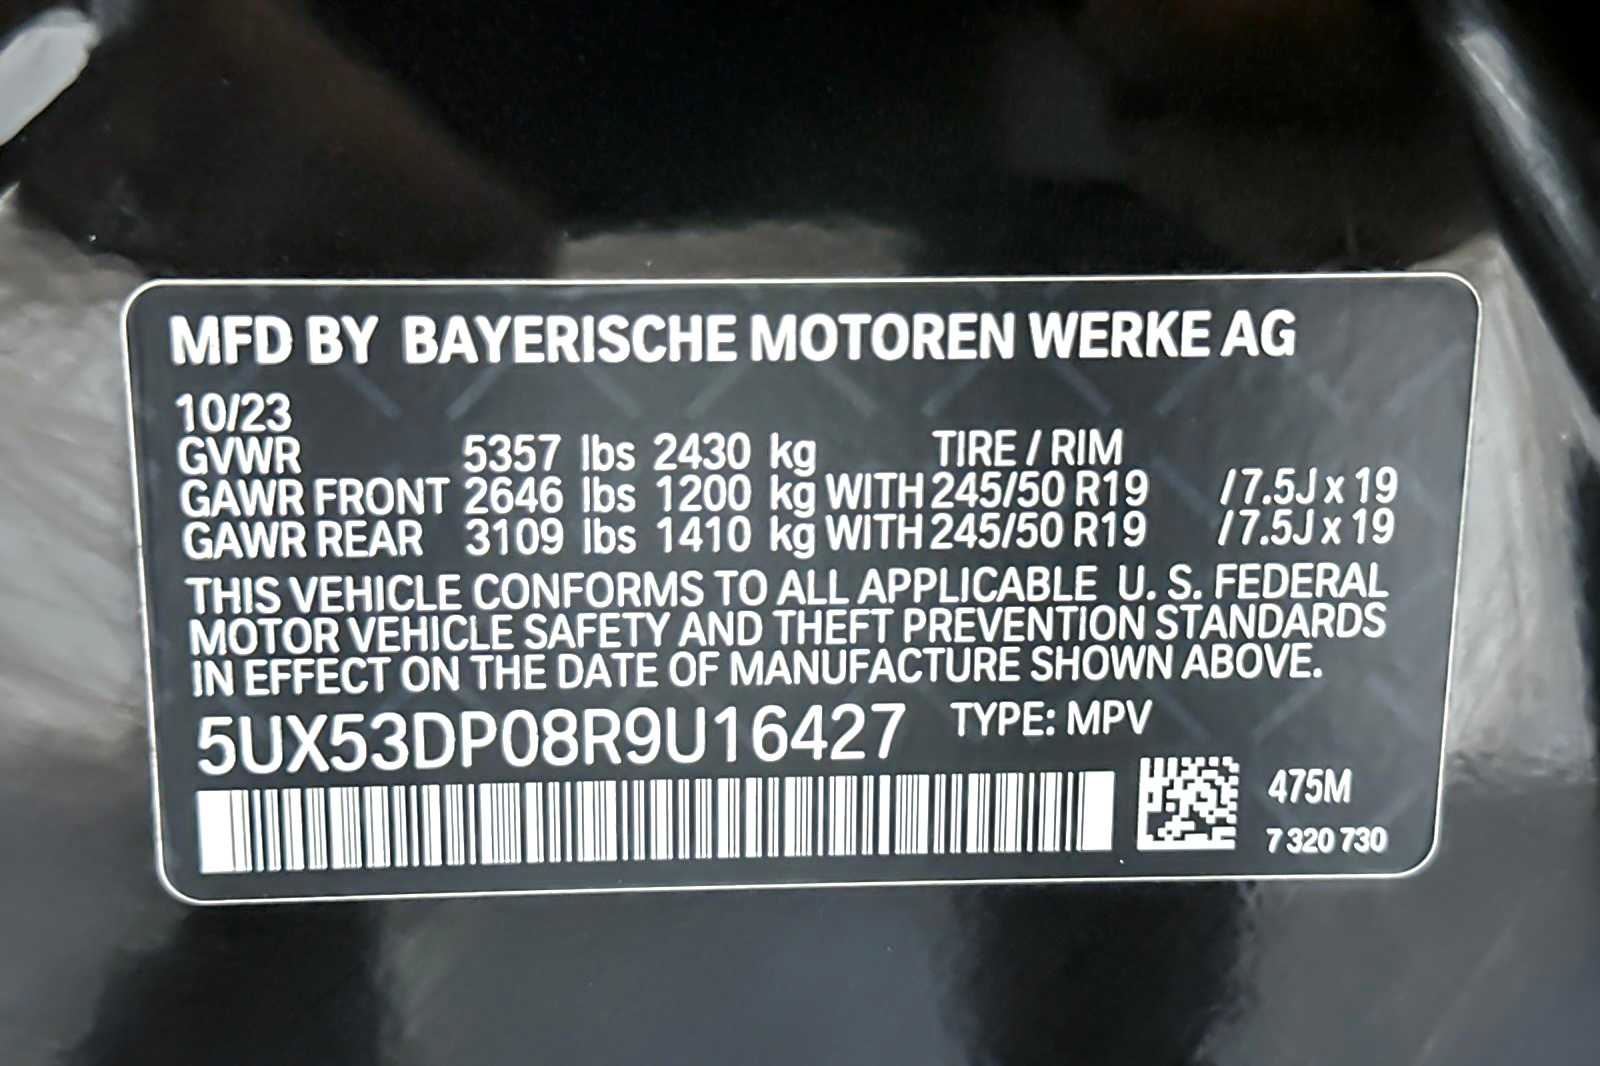 MFD BY BAYERISCHE MOTOREN WERKE AG
10/23
GVWR 5357 lbs 2430 kg TIRE / RIM
GAWR FRONT 2646 lbs 1200 kg WITH 245/50 R19 /7.5J x 19
GAWR REAR 3109 lbs 1410 kg WITH 245/50 R19 /7.5J x 19
THIS VEHICLE CONFORMS TO ALL APPLICABLE U. S. FEDERAL
MOTOR VEHICLE SAFETY AND THEFT PREVENTION STANDARDS
IN EFFECT ON THE DATE OF MANUFACTURE SHOWN ABOVE.
5UX53DP08R9U16427 TYPE: MPV
475M
7 320 730